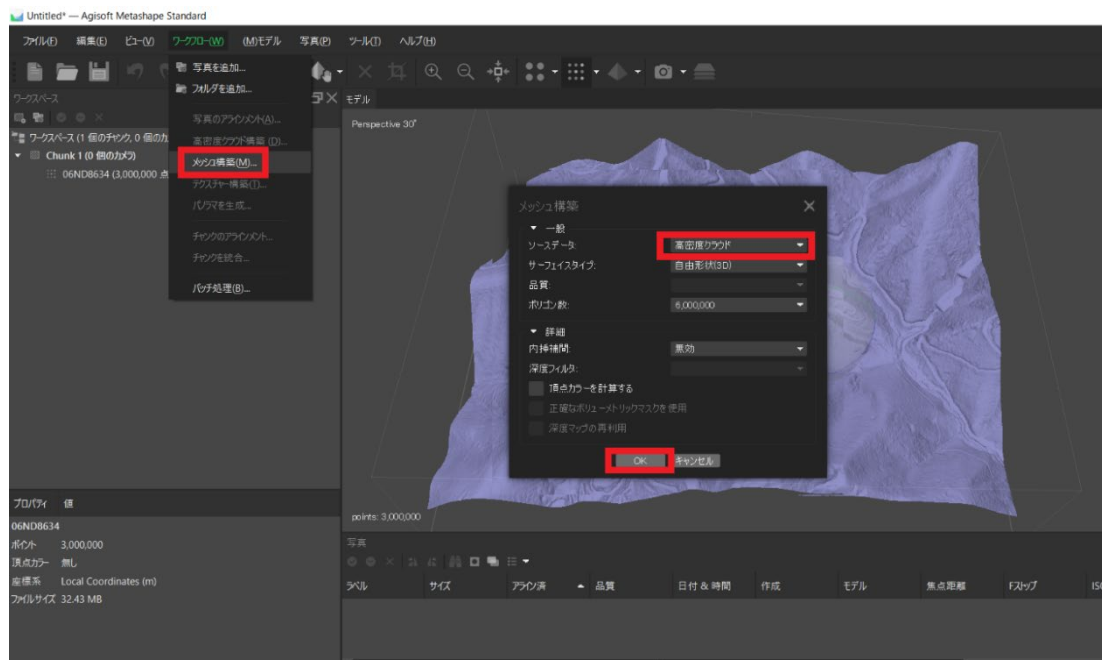 Untitled* — Agisoft Metashape Standard
ファイル(F) 編集(E) ビュー(V) ワークフロー(W) (M)モデル 写真(P) ツール(T) ヘルプ(H)
写真を追加...
フォルダを追加...
写真のアラインメント(A)...
高密度クラウド構築 (D)...
メッシュ構築(M)...
テクスチャー構築(T)...
パノラマを生成...
チャンクのアラインメント...
チャンクを統合...
バッチ処理(B)...
ワークスペース
ワークスペース (1 個のチャンク, 0 個のカ
Chunk 1 (0 個のカメラ)
06ND8634 (3,000,000 点
モデル
Perspective 30°
メッシュ構築
一般
ソースデータ: 高密度クラウド
サーフェイスタイプ: 自由形状(3D)
品質:
ポリゴン数: 6,000,000
詳細
内挿補間: 無効
深度フィルタ:
頂点カラーを計算する
正確なボリューメトリックマスクを使用
深度マップの再利用
OK キャンセル
points: 3,000,000
プロパティ 値
06ND8634
ポイント 3,000,000
頂点カラー 無し
座標系 Local Coordinates (m)
ファイルサイズ 32.43 MB
写真
ラベル サイズ アライン済 品質 日付 & 時間 作成 モデル 焦点距離 Fストップ ISO